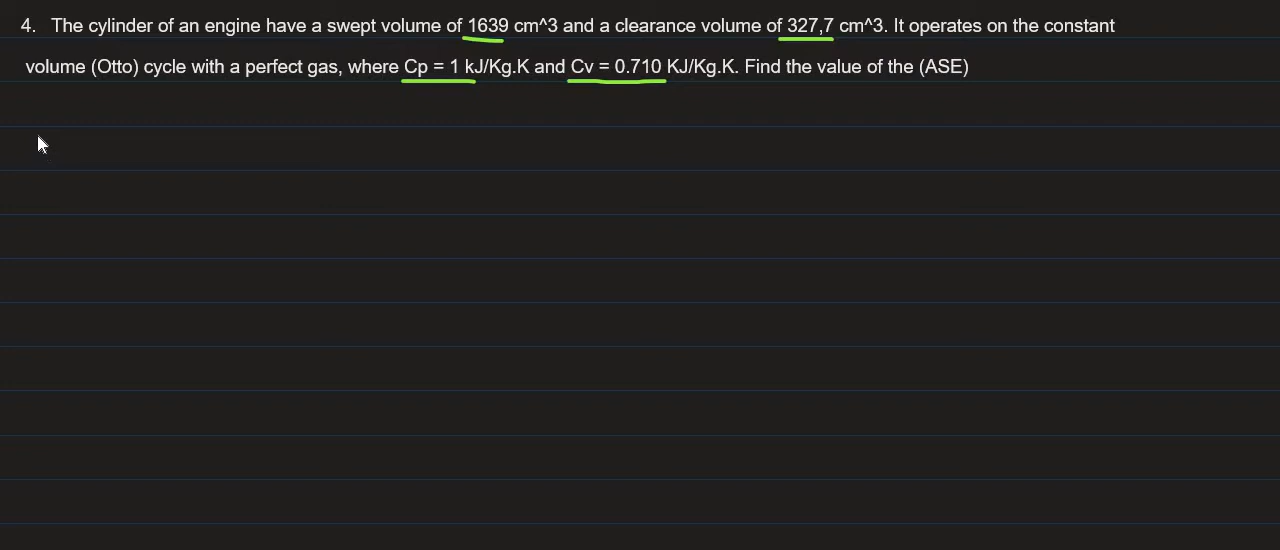 4. The cylinder of an engine have a swept volume of 1639 cm^3 and a clearance volume of 327,7 cm^3. It operates on the constant
volume (Otto) cycle with a perfect gas, where Cp = 1 kJ/Kg.K and Cv = 0.710 KJ/Kg.K. Find the value of the (ASE)